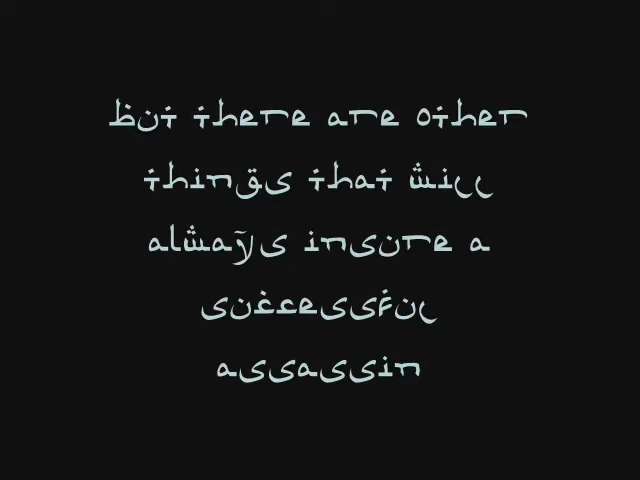 but there are other
things that will
always insure a
successful
assassin